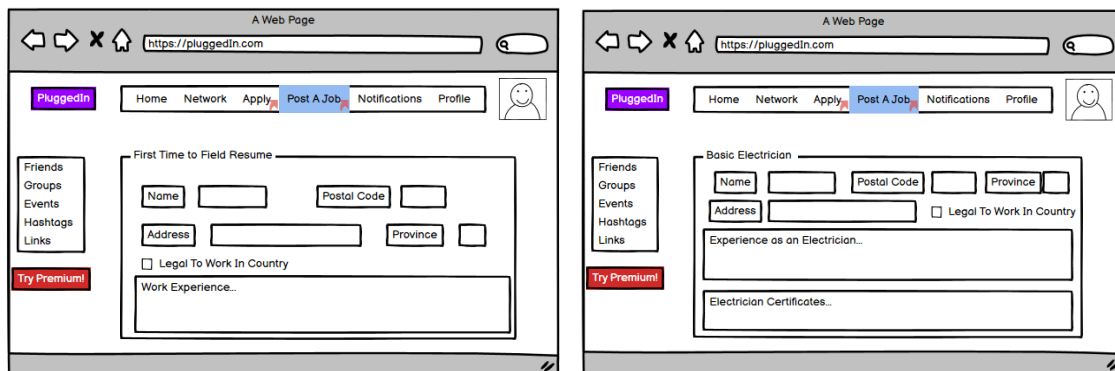 A Web Page
https://pluggedIn.com
PluggedIn
Home Network Apply Post A Job Notifications Profile
Friends
Groups
Events
Hashtags
Links
Try Premium!
First Time to Field Resume
Name Postal Code
Address Province
Legal To Work In Country
Work Experience...
A Web Page
https://pluggedIn.com
PluggedIn
Home Network Apply Post A Job Notifications Profile
Friends
Groups
Events
Hashtags
Links
Try Premium!
Basic Electrician
Name Postal Code Province
Address Legal To Work In Country
Experience as an Electrician...
Electrician Certificates...